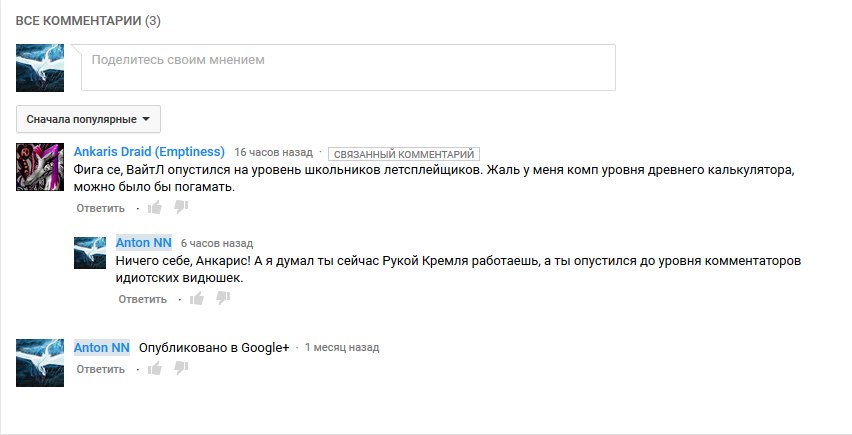 ВСЕ КОММЕНТАРИИ (3)
Поделитесь своим мнением
Сначала популярные
Ankaris Draid (Emptiness) 16 часов назад · СВЯЗАННЫЙ КОММЕНТАРИЙ
Фига се, ВайтЛ опустился на уровень школьников летсплейщиков. Жаль у меня комп уровня древнего калькулятора,
можно было бы погамать.
Ответить ·
Anton NN 6 часов назад
Ничего себе, Анкарис! А я думал ты сейчас Рукой Кремля работаешь, а ты опустился до уровня комментаторов
идиотских видюшек.
Ответить ·
Anton NN Опубликовано в Google+ · 1 месяц назад
Ответить ·